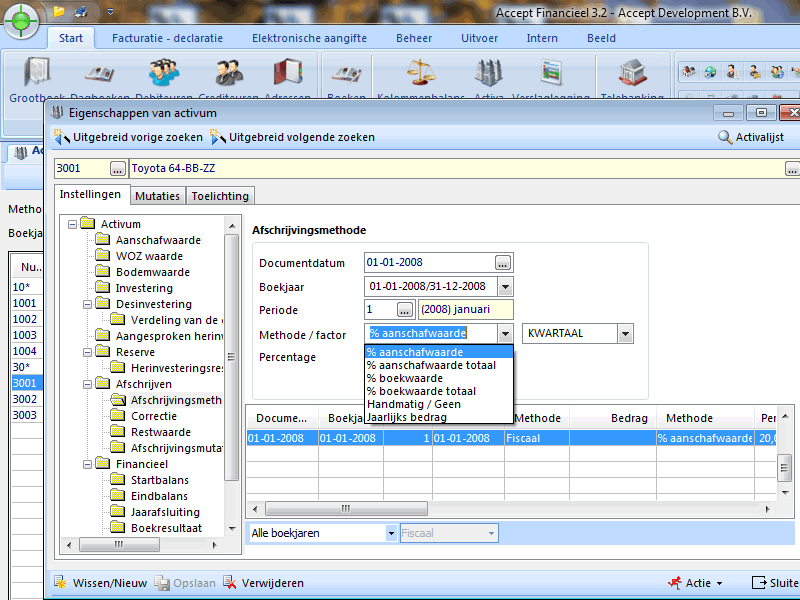 Accept Financieel 3.2 - Accept Development B.V.
Start Facturatie - declaratie Elektronische aangifte Beheer Uitvoer Intern Beeld
Grootboek Dagboeken Debiteuren Crediteuren Adressen Boeken Kolommenbalans Activa Verslaglegging Telebanking
Eigenschappen van activum
Uitgebreid vorige zoeken Uitgebreid volgende zoeken Activalijst
3001 ... Toyota 64-BB-ZZ ...
Instellingen Mutaties Toelichting
Metho
Boekja
Nu...
10*
1001
1002
1003
1004
30*
3001
3002
3003
Activum
Aanschafwaarde
WOZ waarde
Bodemwaarde
Investering
Desinvestering
Verdeling van de
Aangesproken herinv
Reserve
Herinvesteringsres
Afschrijven
Afschrijvingsmeth
Correctie
Restwaarde
Afschrijvingsmutat
Financieel
Startbalans
Eindbalans
Jaarafsluiting
Boekresultaat
Afschrijvingsmethode
Documentdatum 01-01-2008 ...
Boekjaar 01-01-2008/31-12-2008
Periode 1 ... (2008) januari
Methode / factor % aanschafwaarde KWARTAAL
Percentage
% aanschafwaarde
% aanschafwaarde totaal
% boekwaarde
% boekwaarde totaal
Handmatig / Geen
Jaarlijks bedrag
Docume... Boekja Methode Bedrag Methode Per
01-01-2008 01-01-2008 1 01-01-2008 Fiscaal % aanschafwaarde 20,0
Alle boekjaren Fiscaal
Wissen/Nieuw Opslaan Verwijderen Actie Sluite